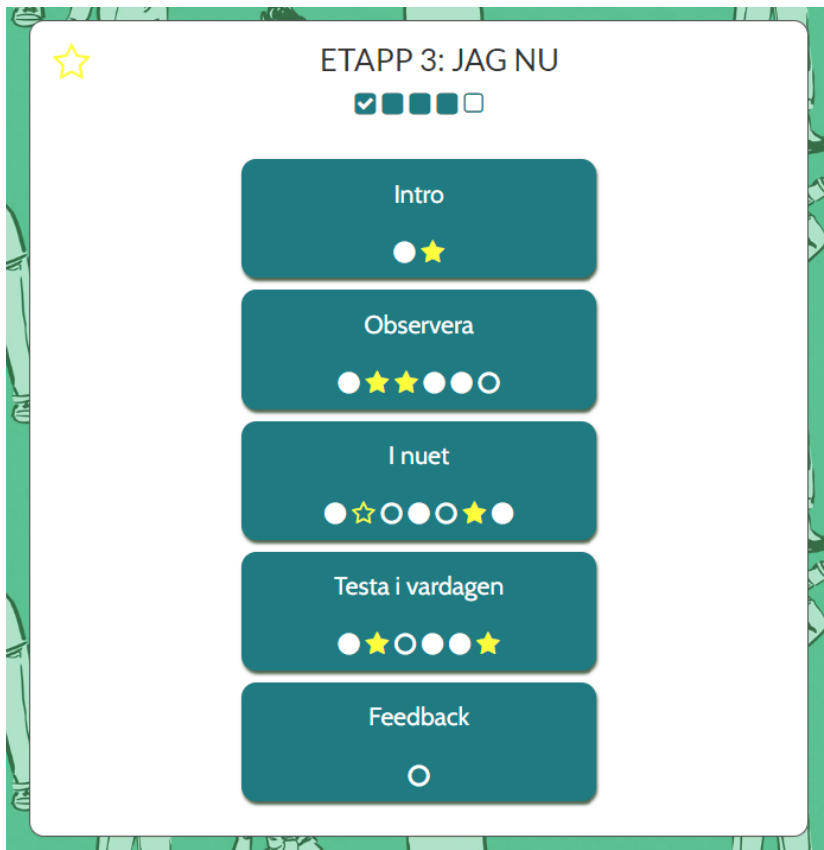 ETAPP 3: JAG NU
Intro
Observera
I nuet
Testa i vardagen
Feedback